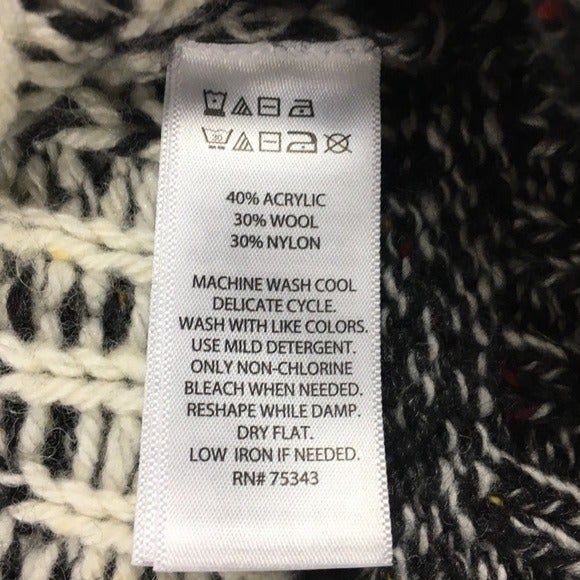 40% ACRYLIC
30% WOOL
30% NYLON
MACHINE WASH COOL
DELICATE CYCLE.
WASH WITH LIKE COLORS.
USE MILD DETERGENT.
ONLY NON-CHLORINE
BLEACH WHEN NEEDED.
RESHAPE WHILE DAMP.
DRY FLAT.
LOW IRON IF NEEDED.
RN# 75343